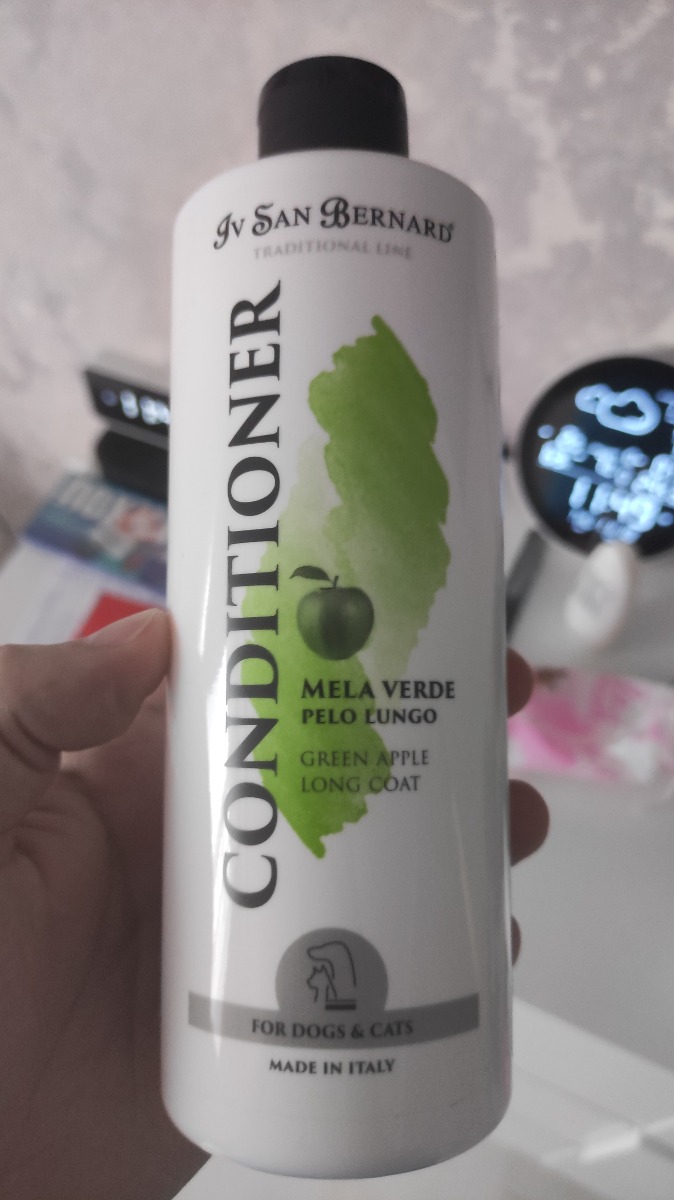 IV SAN BERNARD
TRADITIONAL LINE
CONDITIONER
MELA VERDE
PELO LUNGO
GREEN APPLE
LONG COAT
FOR DOGS & CATS
MADE IN ITALY